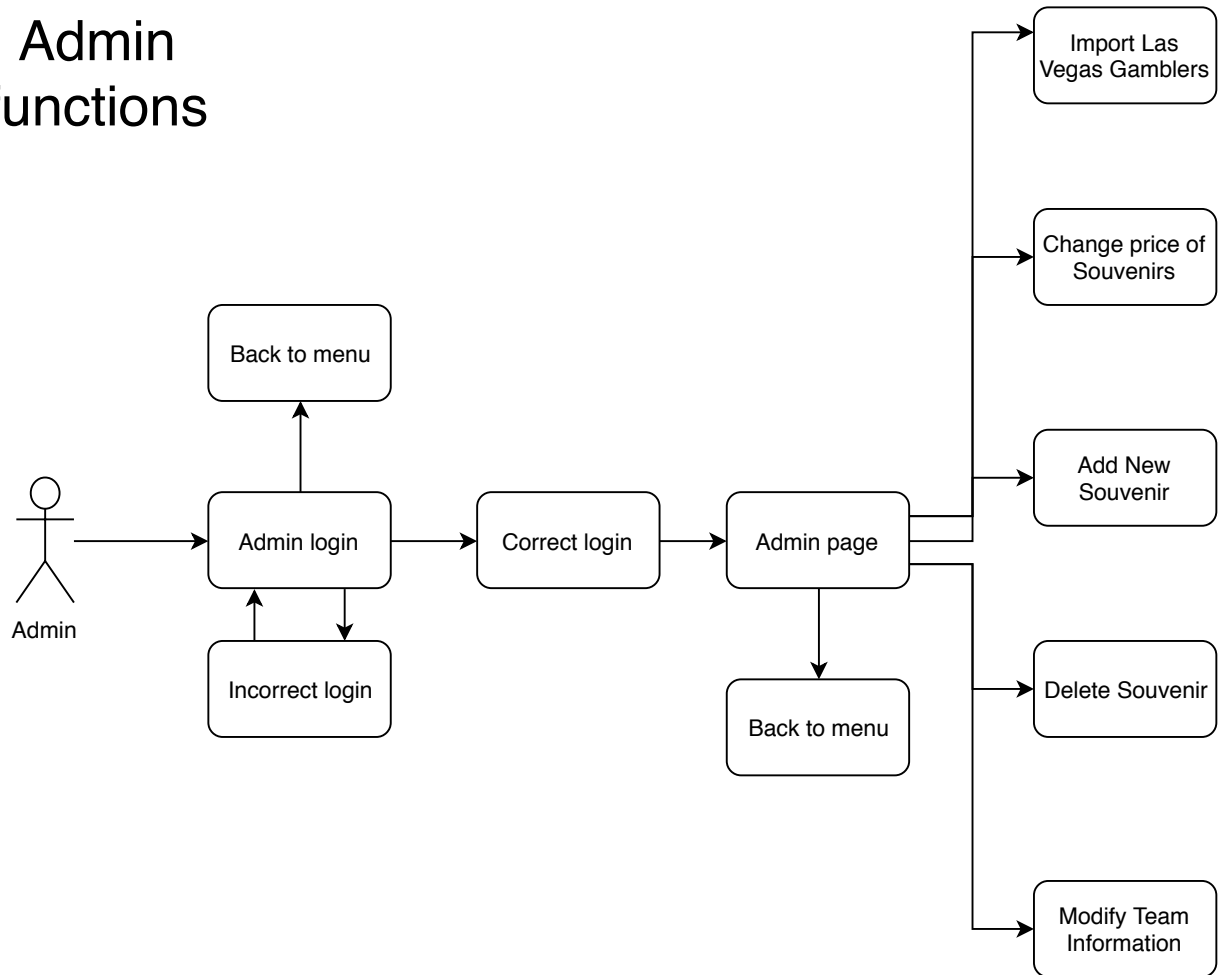 Admin
functions
Import Las
Vegas Gamblers
Change price of
Souvenirs
Back to menu
Add New
Souvenir
Admin login
Correct login
Admin page
Admin
Incorrect login
Delete Souvenir
Back to menu
Modify Team
Information